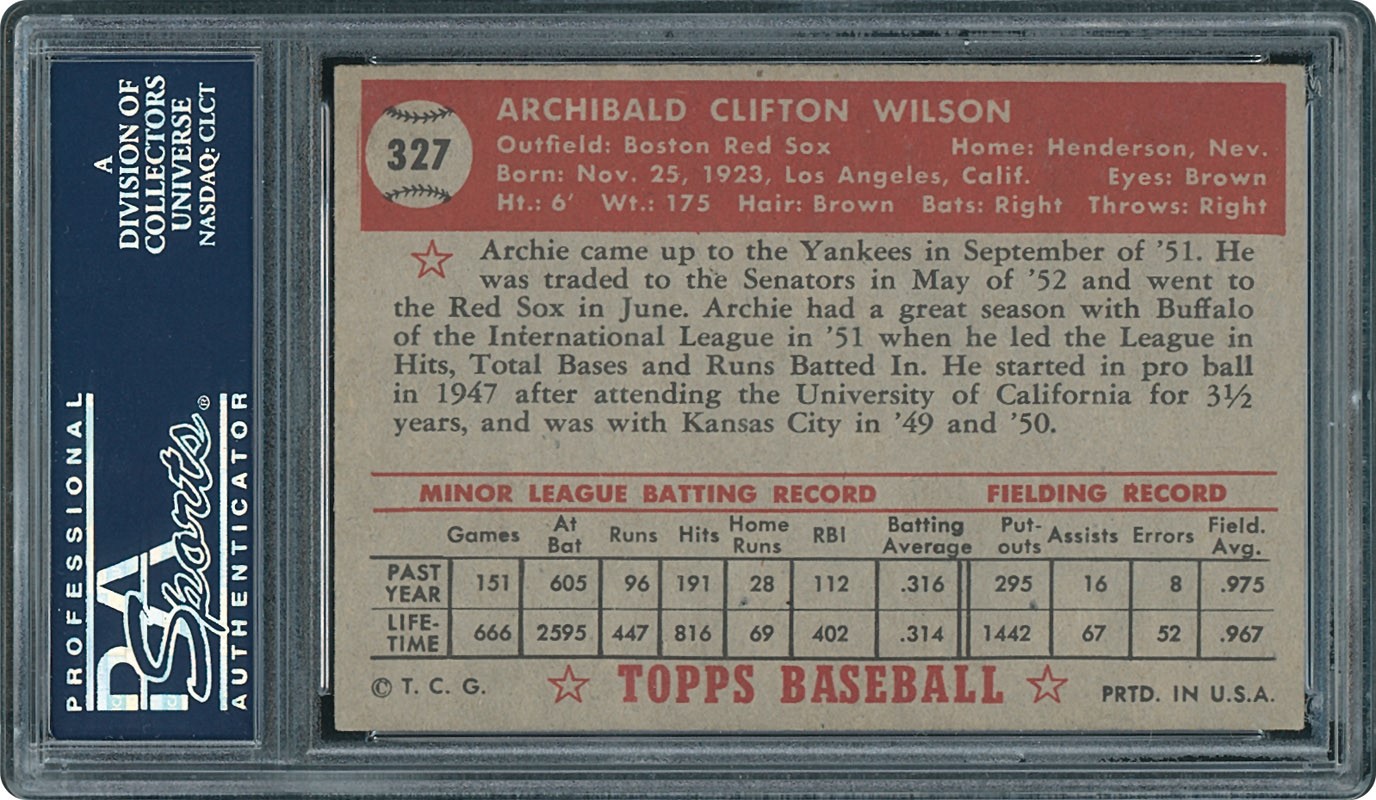 A
DIVISION OF
COLLECTORS
UNIVERSE
NASDAQ: CLCT
PROFESSIONAL
PSA
Sports®
AUTHENTICATOR
327
ARCHIBALD CLIFTON WILSON
Outfield: Boston Red Sox Home: Henderson, Nev.
Born: Nov. 25, 1923, Los Angeles, Calif. Eyes: Brown
Ht.: 6′ Wt.: 175 Hair: Brown Bats: Right Throws: Right
Archie came up to the Yankees in September of ’51. He
was traded to the Senators in May of ’52 and went to
the Red Sox in June. Archie had a great season with Buffalo
of the International League in ’51 when he led the League in
Hits, Total Bases and Runs Batted In. He started in pro ball
in 1947 after attending the University of California for 3½
years, and was with Kansas City in ’49 and ’50.
MINOR LEAGUE BATTING RECORD FIELDING RECORD
Games At Bat Runs Hits Home Runs RBI Batting Average Put-outs Assists Errors Field. Avg.
PAST YEAR 151 605 96 191 28 112 .316 295 16 8 .975
LIFE-TIME 666 2595 447 816 69 402 .314 1442 67 52 .967
© T. C. G. ☆ TOPPS BASEBALL ☆ PRTD. IN U.S.A.